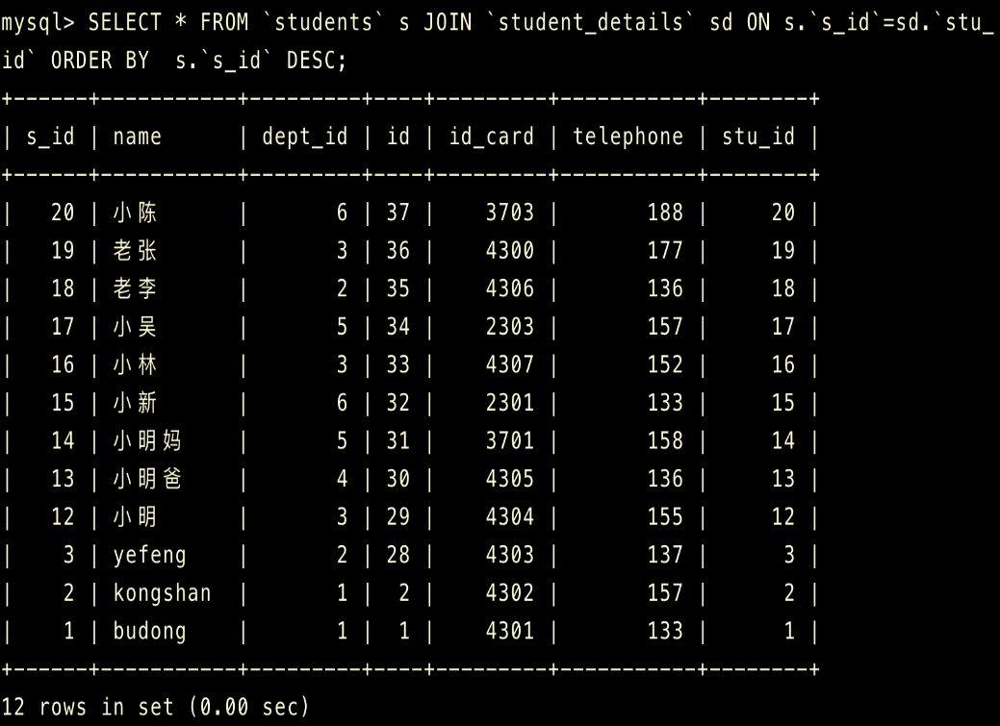 mysql> SELECT * FROM `students` s JOIN `student_details` sd ON s.`s_id`=sd.`stu_
id` ORDER BY  s.`s_id` DESC;
+------+-----------+---------+----+---------+-----------+--------+
| s_id | name      | dept_id | id | id_card | telephone | stu_id |
+------+-----------+---------+----+---------+-----------+--------+
|   20 | 小陈      |       6 | 37 |    3703 |       188 |     20 |
|   19 | 老张      |       3 | 36 |    4300 |       177 |     19 |
|   18 | 老李      |       2 | 35 |    4306 |       136 |     18 |
|   17 | 小吴      |       5 | 34 |    2303 |       157 |     17 |
|   16 | 小林      |       3 | 33 |    4307 |       152 |     16 |
|   15 | 小新      |       6 | 32 |    2301 |       133 |     15 |
|   14 | 小明妈    |       5 | 31 |    3701 |       158 |     14 |
|   13 | 小明爸    |       4 | 30 |    4305 |       136 |     13 |
|   12 | 小明      |       3 | 29 |    4304 |       155 |     12 |
|    3 | yefeng    |       2 | 28 |    4303 |       137 |      3 |
|    2 | kongshan  |       1 |  2 |    4302 |       157 |      2 |
|    1 | budong    |       1 |  1 |    4301 |       133 |      1 |
+------+-----------+---------+----+---------+-----------+--------+
12 rows in set (0.00 sec)